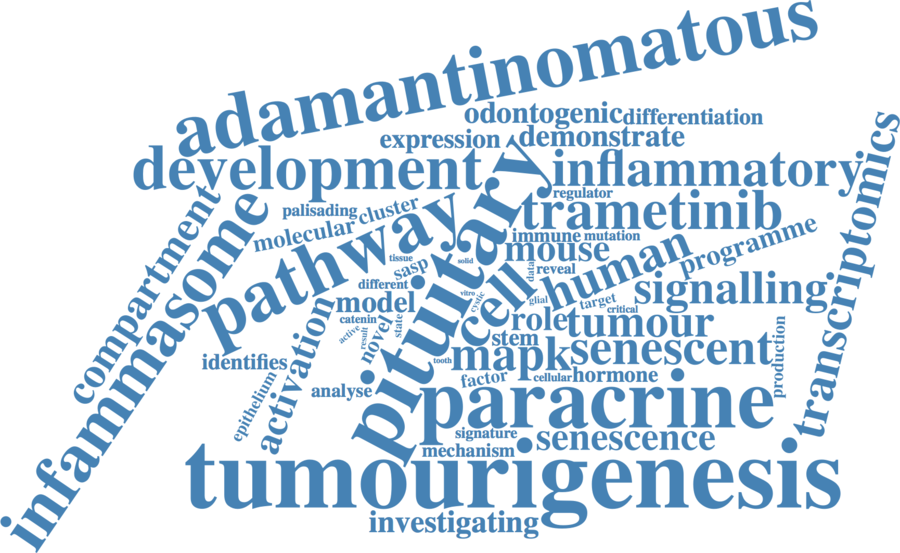 adamantinomatous
odontogenic
differentiation
expression
demonstrate
development
inflammatory
regulator
transcriptomics
compartment
infammasome
palisading
cluster
molecular
pathway
pituitary
trametinib
immune
mutation
mouse
human
programme
tissue
sasp
solid
data
reveal
different
cell
vitro
cystic
glial
target
critical
signalling
model
catenin
novel
state
active
result
role
tumour
stem
activation
identifies
tooth
mapk
senescent
production
epithelium
analyse
factor
cellular
hormone
paracrine
signature
senescence
mechanism
tumourigenesis
investigating